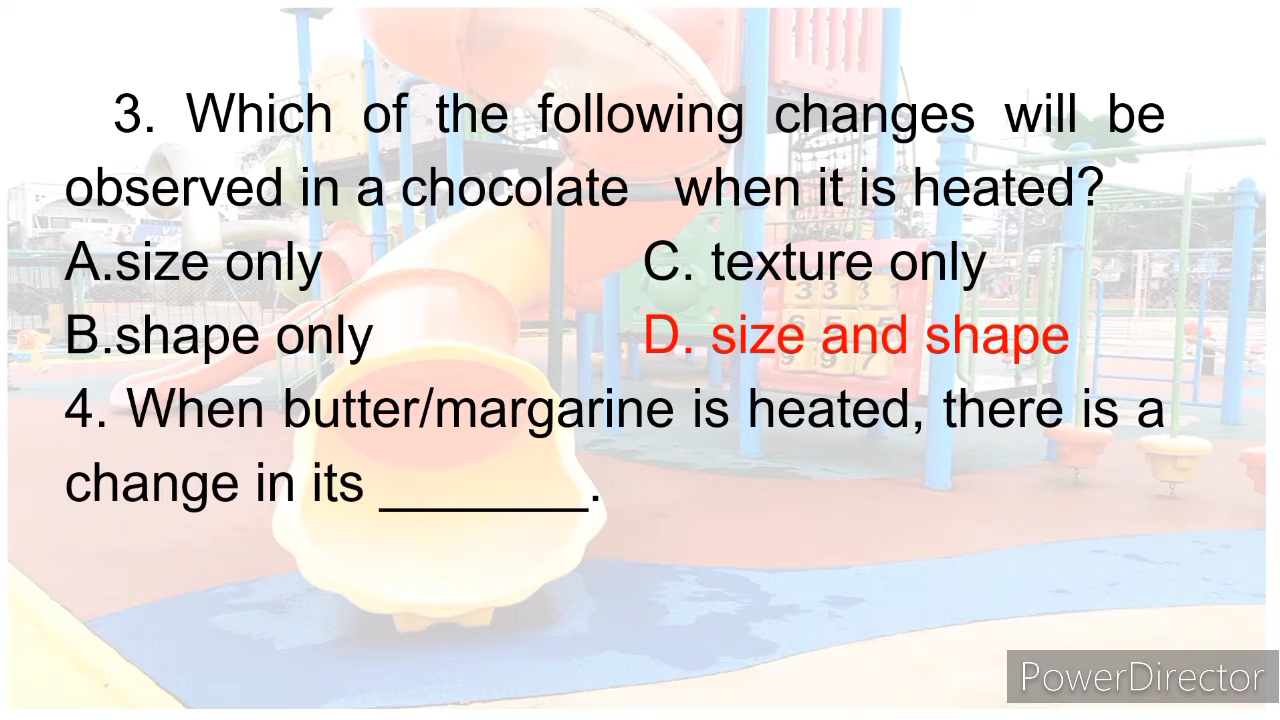 3. Which of the following changes will be
observed in a chocolate when it is heated?
A.size only C. texture only
B.shape only D. size and shape
4. When butter/margarine is heated, there is a
change in its ________.
PowerDirector